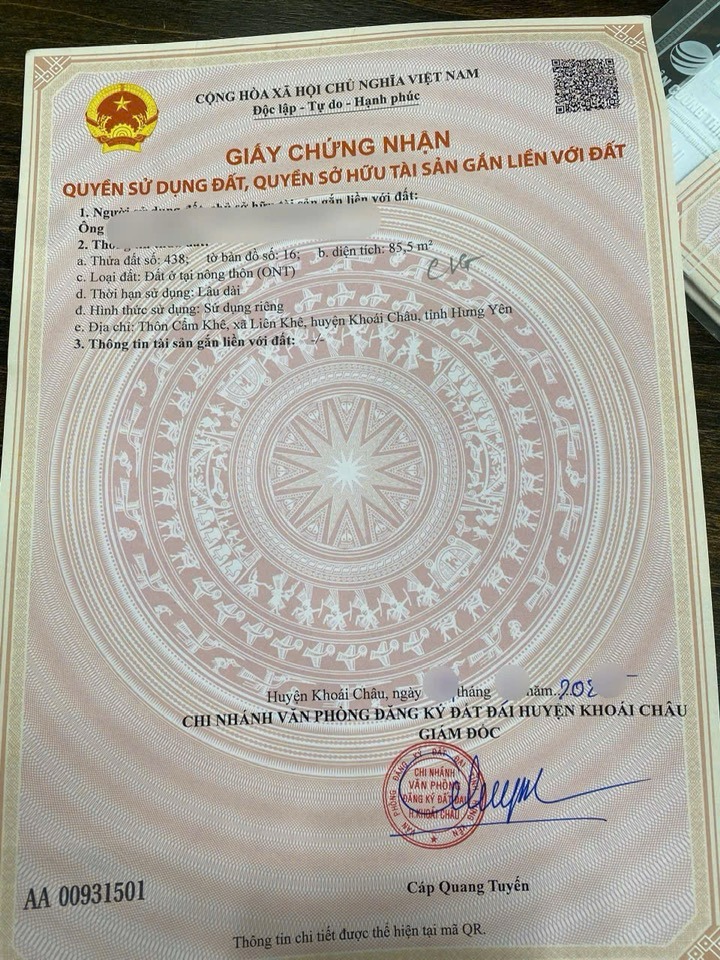 CỘNG HÒA XÃ HỘI CHỦ NGHĨA VIỆT NAM
Độc lập - Tự do - Hạnh phúc
GIẤY CHỨNG NHẬN
QUYỀN SỬ DỤNG ĐẤT, QUYỀN SỞ HỮU TÀI SẢN GẮN LIỀN VỚI ĐẤT
1. Người sử dụng đất, chủ sở hữu tài sản gắn liền với đất:
Ông
2.
a. Thửa đất số: 438; tờ bản đồ số: 16; b. diện tích: 85,5 m²
c. Loại đất: Đất ở tại nông thôn (ONT)
d. Thời hạn sử dụng: Lâu dài
đ. Hình thức sử dụng: Sử dụng riêng
e. Địa chỉ: Thôn Cẩm Khê, xã Liên Khê, huyện Khoái Châu, tỉnh Hưng Yên
3. Thông tin tài sản gắn liền với đất: -/-
Huyện Khoái Châu, ngày tháng năm
CHI NHÁNH VĂN PHÒNG ĐĂNG KÝ ĐẤT ĐAI HUYỆN KHOÁI CHÂU
GIÁM ĐỐC
CHI NHÁNH
VĂN PHÒNG
ĐĂNG KÝ ĐẤT ĐAI
H.KHOÁI CHÂU
Cáp Quang Tuyến
AA 00931501
Thông tin chi tiết được thể hiện tại mã QR.